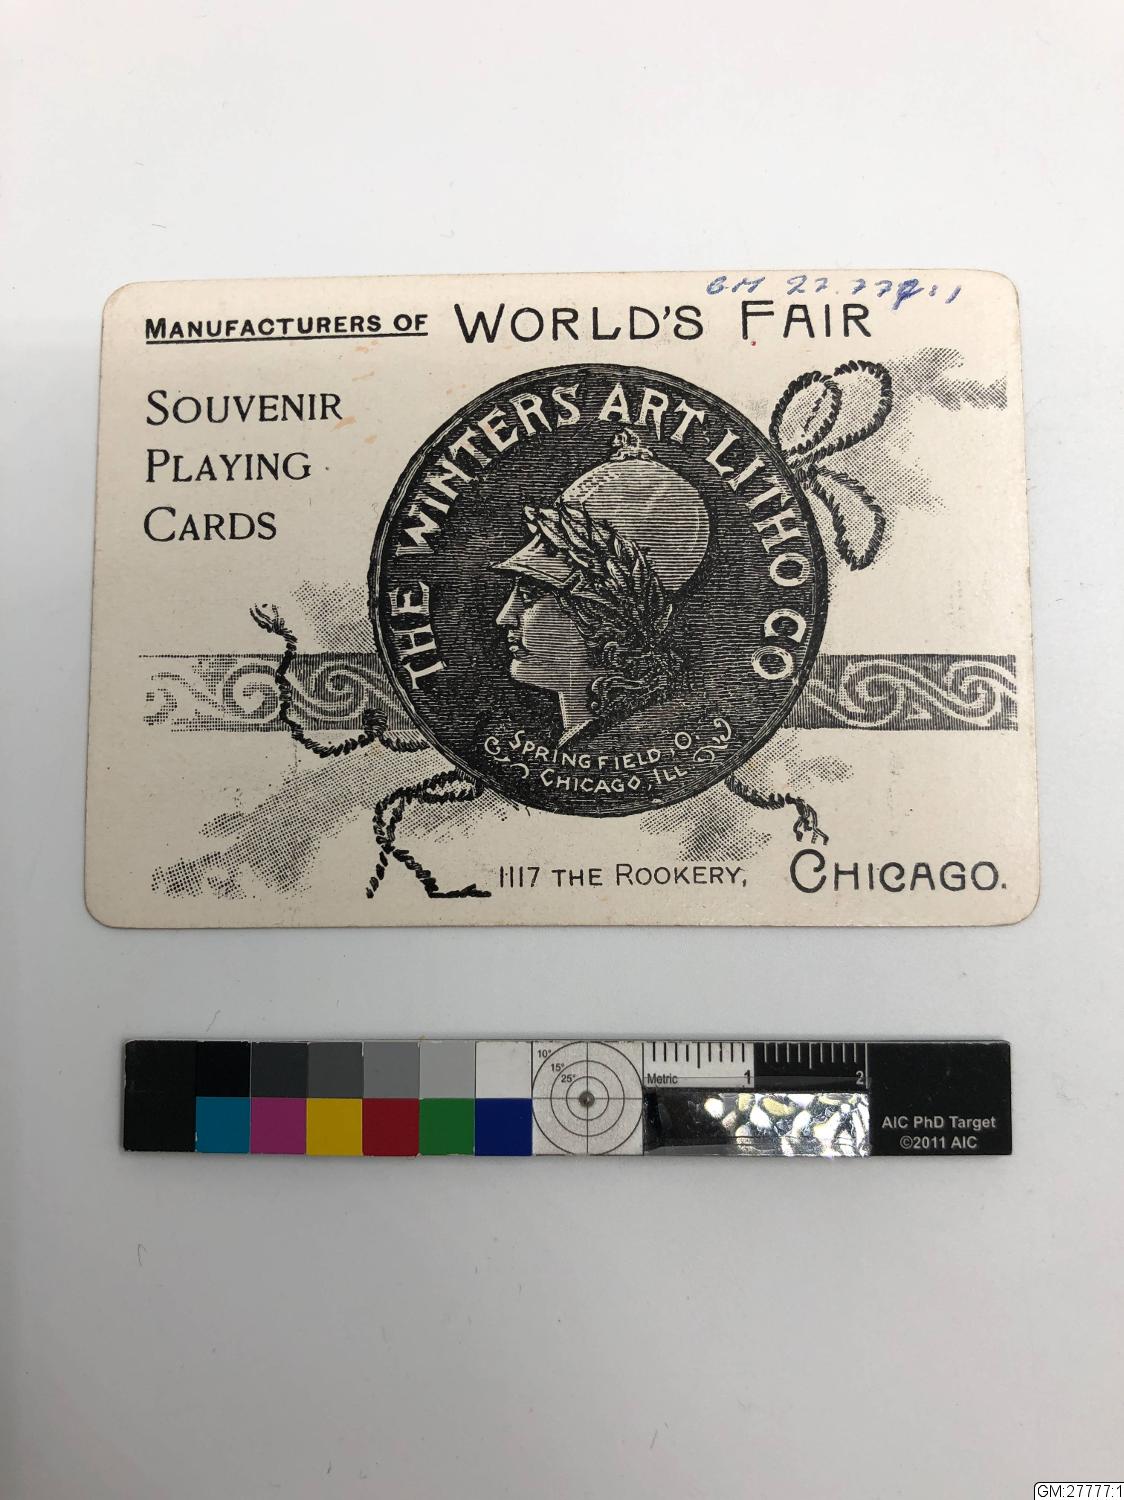 GM 27.777:1
MANUFACTURERS OF WORLD'S FAIR
SOUVENIR
PLAYING
CARDS
THE WINTERS ART LITHO CO
SPRINGFIELD, O.
CHICAGO, ILL
1117 THE ROOKERY, CHICAGO.
10°
15°
25°
Metric 1 2
AIC PhD Target
©2011 AIC
GM:27777:1